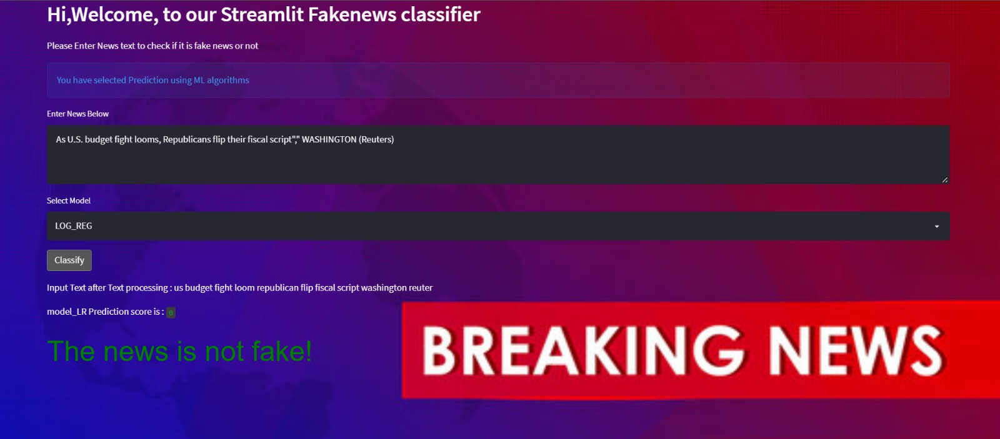 Hi,Welcome, to our Streamlit Fakenews classifier
Please Enter News text to check if it is fake news or not
You have selected Prediction using ML algorithms
Enter News Below
As U.S. budget fight looms, Republicans flip their fiscal script"," WASHINGTON (Reuters)
Select Model
LOG_REG
Classify
Input Text after Text processing : us budget fight loom republican flip fiscal script washington reuter
model_LR Prediction score is : 0
The news is not fake!
BREAKING NEWS